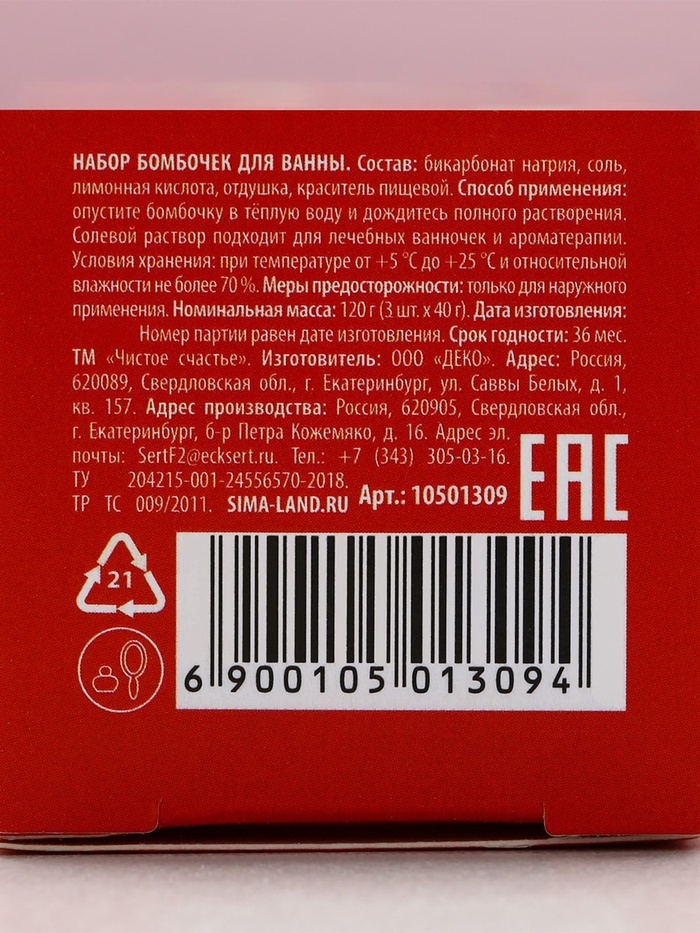 НАБОР БОМБОЧЕК ДЛЯ ВАННЫ. Состав: бикарбонат натрия, соль,
лимонная кислота, отдушка, краситель пищевой. Способ применения:
опустите бомбочку в тёплую воду и дождитесь полного растворения.
Солевой раствор подходит для лечебных ванночек и ароматерапии.
Условия хранения: при температуре от +5 °С до +25 °С и относительной
влажности не более 70 %. Меры предосторожности: только для наружного
применения. Номинальная масса: 120 г (3 шт. х 40 г). Дата изготовления:
Номер партии равен дате изготовления. Срок годности: 36 мес.
ТМ «Чистое счастье». Изготовитель: ООО «ДЕКО». Адрес: Россия,
620089, Свердловская обл., г. Екатеринбург, ул. Саввы Белых, д. 1,
кв. 157. Адрес производства: Россия, 620905, Свердловская обл.,
г. Екатеринбург, б-р Петра Кожемяко, д. 16. Адрес эл.
почты: SertF2@ecksert.ru. Тел.: +7 (343) 305-03-16.
ТУ 204215-001-24556570-2018.
ТР ТС 009/2011. SIMA-LAND.RU Арт.: 10501309
EAC
21
6 900105 013094